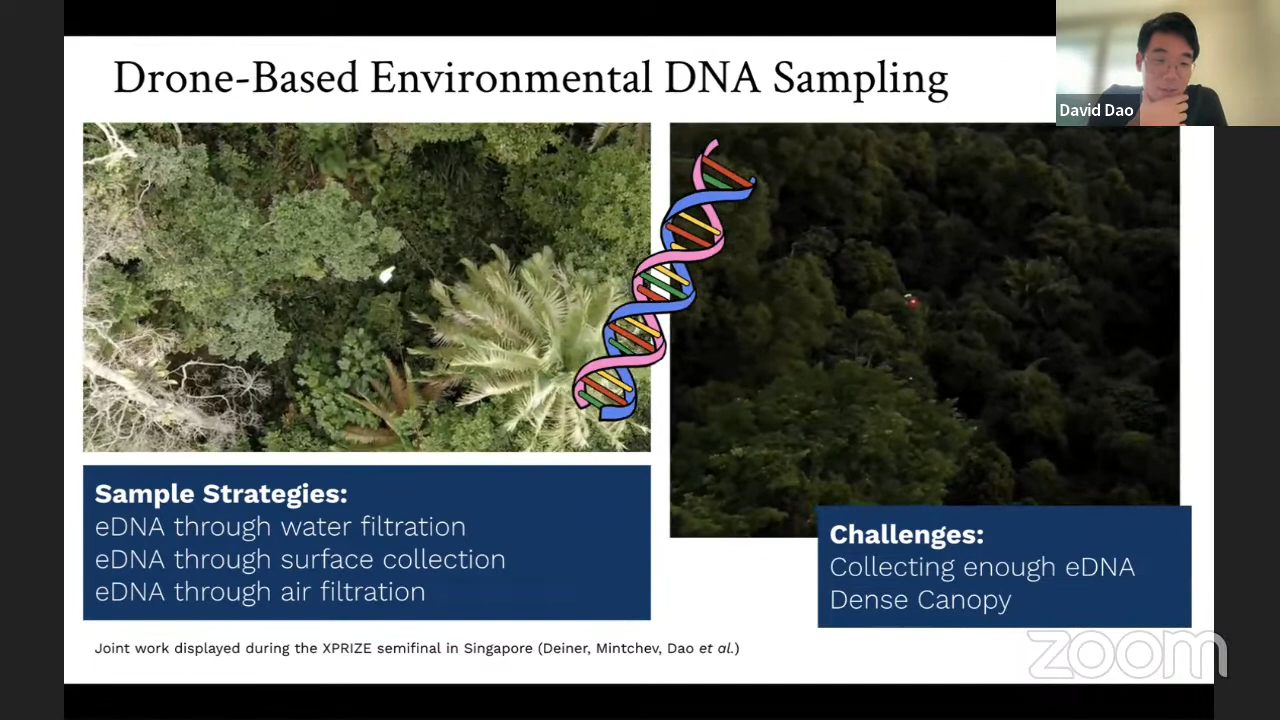 Drone-Based Environmental DNA Sampling
David Dao
Sample Strategies:
eDNA through water filtration
eDNA through surface collection
eDNA through air filtration
Challenges:
Collecting enough eDNA
Dense Canopy
Joint work displayed during the XPRIZE semifinal in Singapore (Deiner, Mintchev, Dao et al.)
zoom